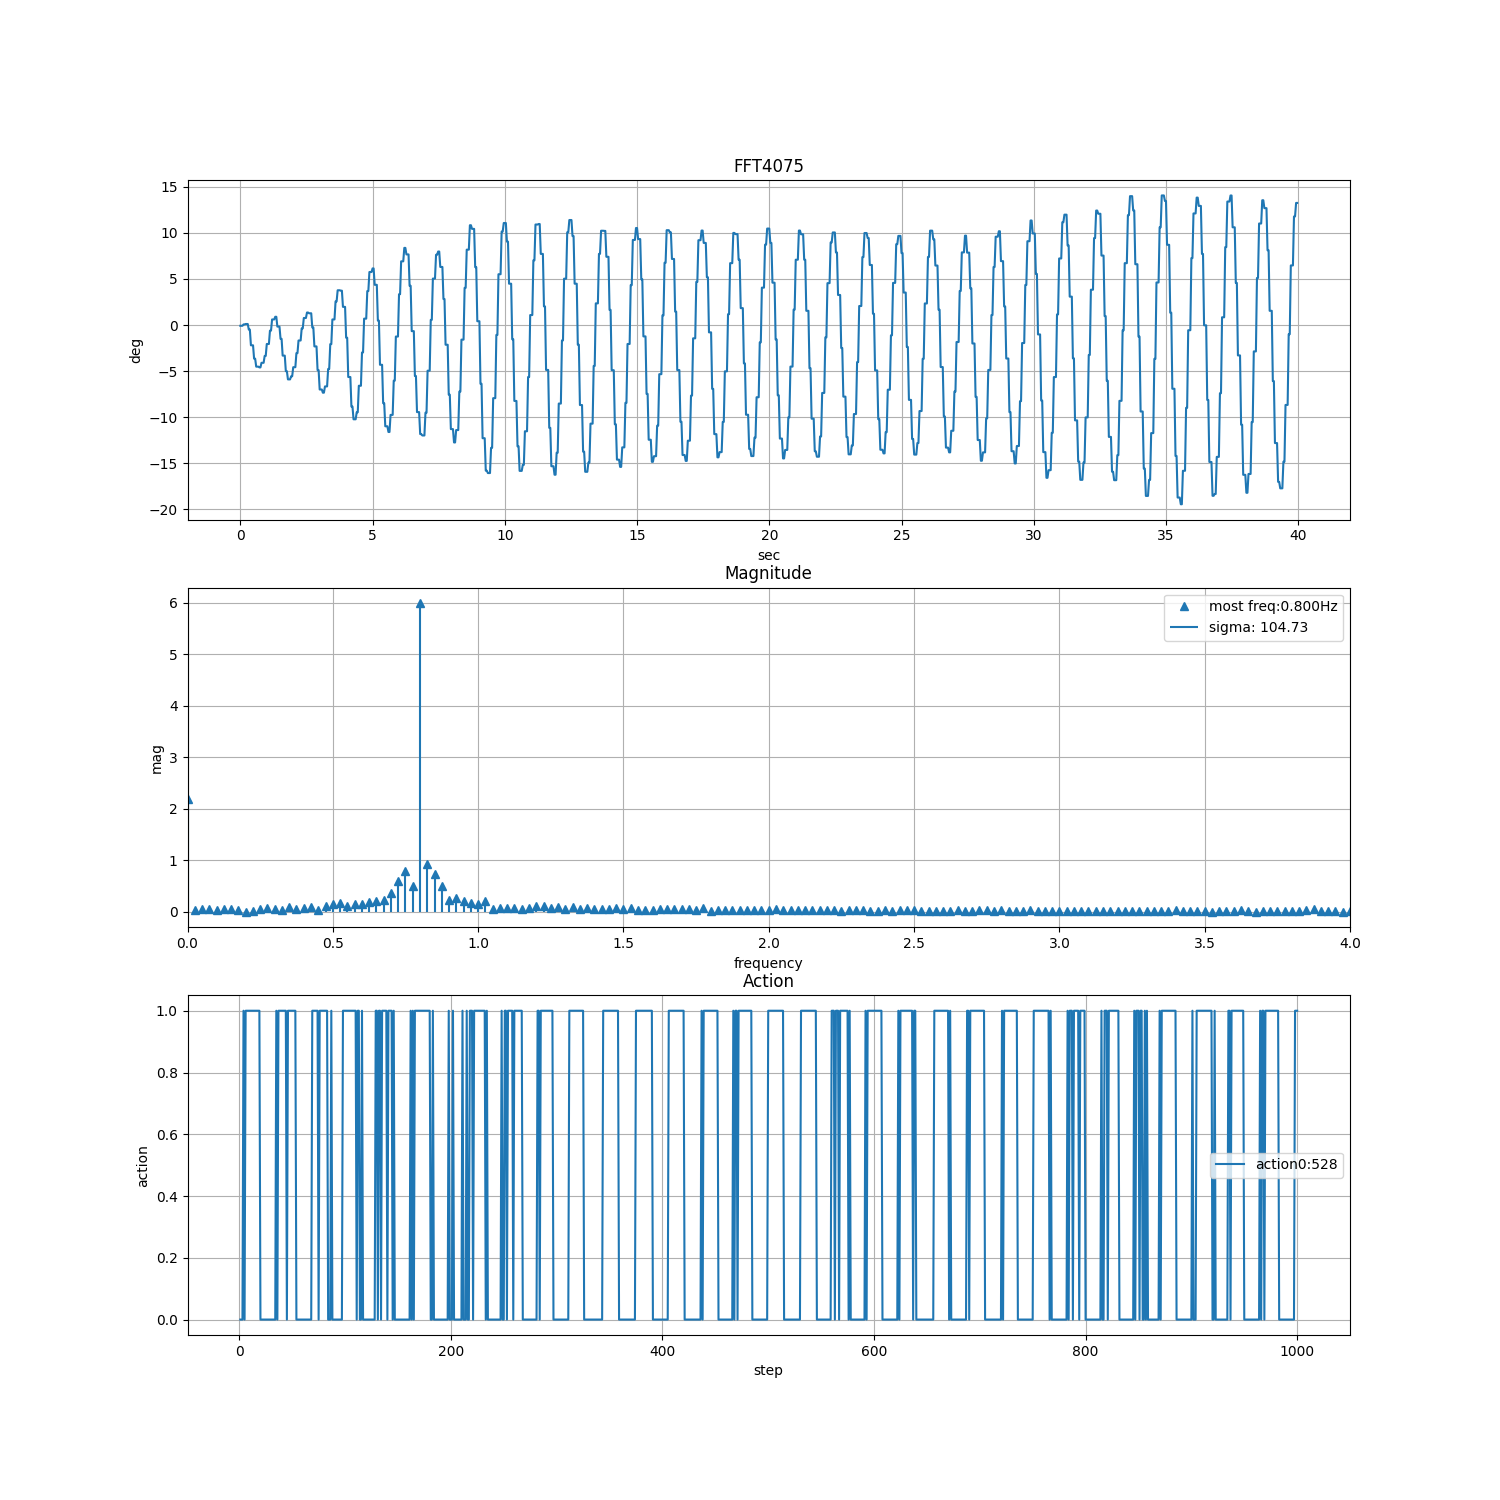 FFT4075
15
10
5
0
−5
−10
−15
−20
deg
0 5 10 15 20 25 30 35 40
sec
Magnitude
6
5
4
3
2
1
0
mag
most freq:0.800Hz
sigma: 104.73
0.0 0.5 1.0 1.5 2.0 2.5 3.0 3.5 4.0
frequency
Action
1.0
0.8
0.6
0.4
0.2
0.0
action
action0:528
0 200 400 600 800 1000
step